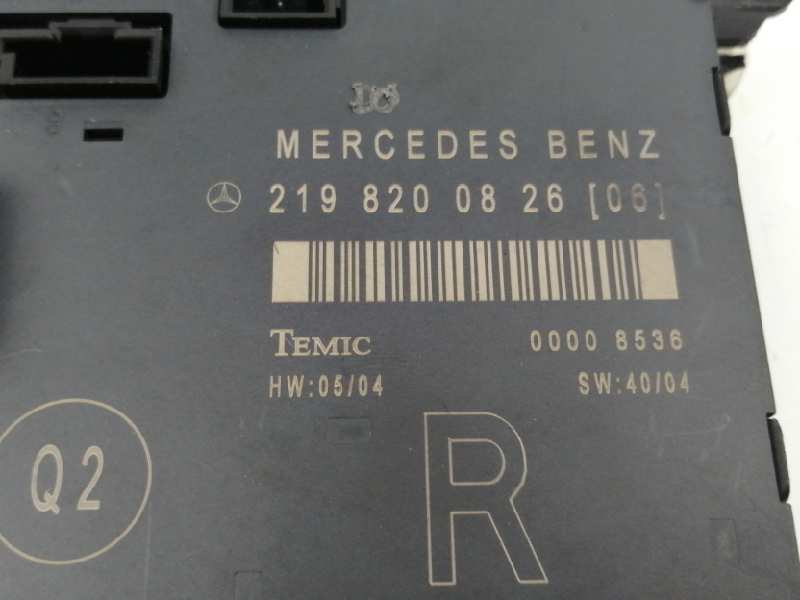 MERCEDES BENZ
219 820 08 26 [06]
TEMIC 0000 8536
HW:05/04 SW:40/04
Q2
R